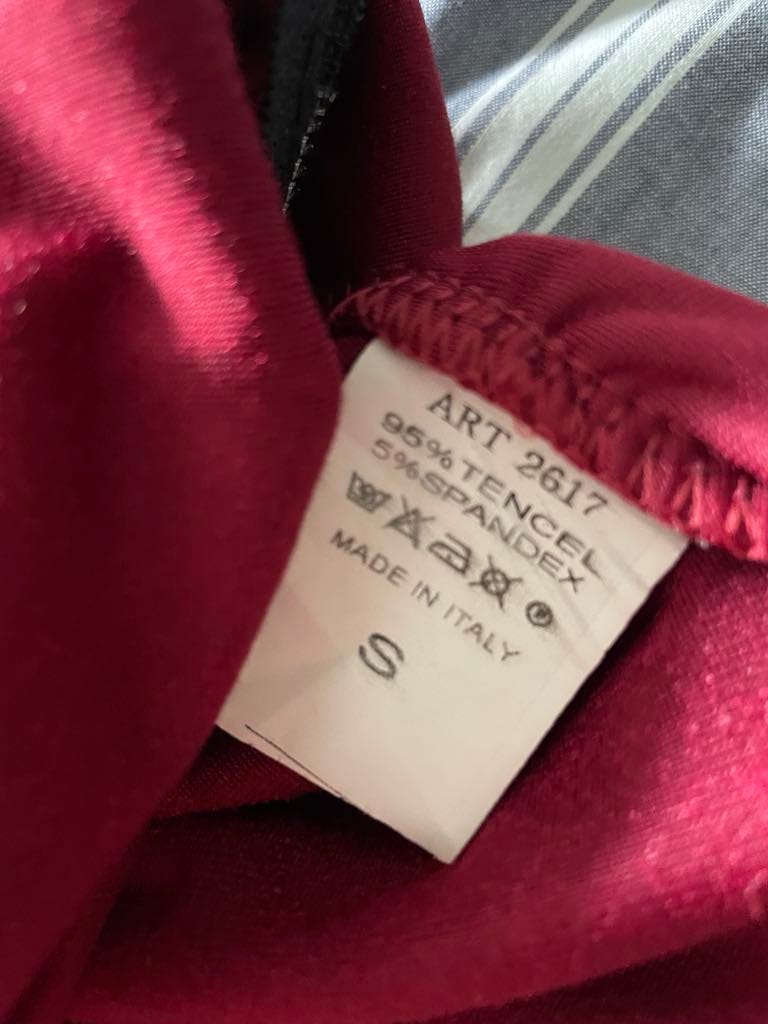 ART 2617
95% TENCEL
5%SPANDEX
P
MADE IN ITALY
S